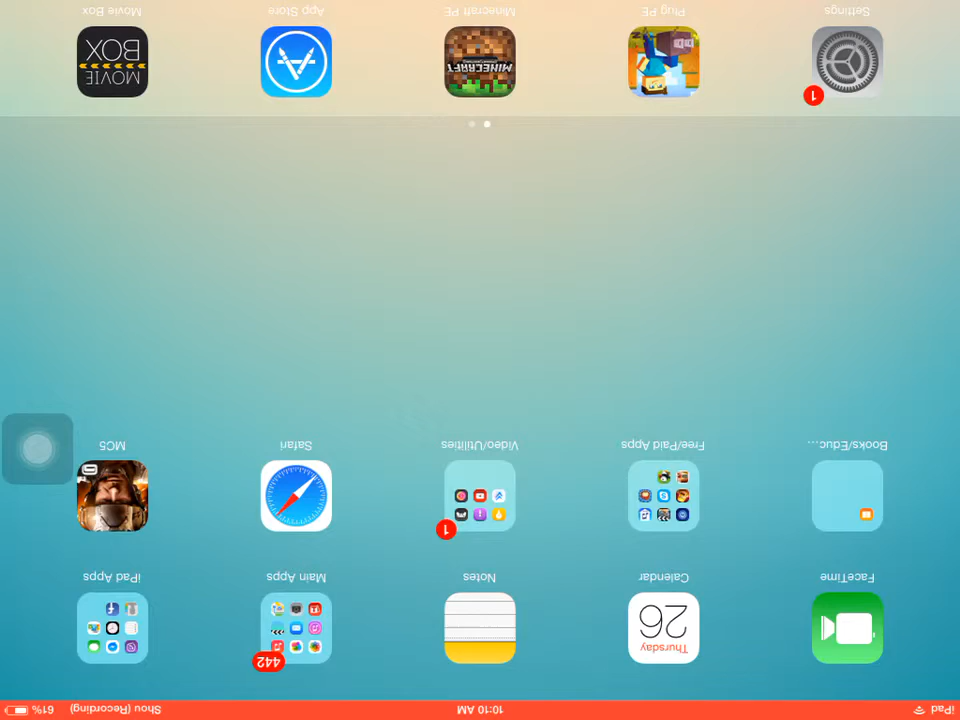 iPad 10:10 AM Shou (Recording) 61%
Thursday
26 442
FaceTime Calendar Notes Main Apps iPad Apps
1
Books/Educ... Free/Paid Apps Video/Utilities Safari MC5
1 MINECRAFT MOVIE
BOX
Settings Plug PE Minecraft PE App Store Movie Box